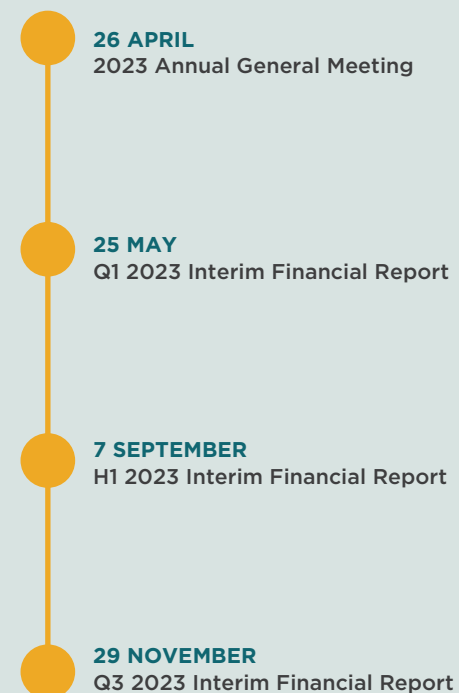 26 APRIL
2023 Annual General Meeting
25 MAY
Q1 2023 Interim Financial Report
7 SEPTEMBER
H1 2023 Interim Financial Report
29 NOVEMBER
Q3 2023 Interim Financial Report